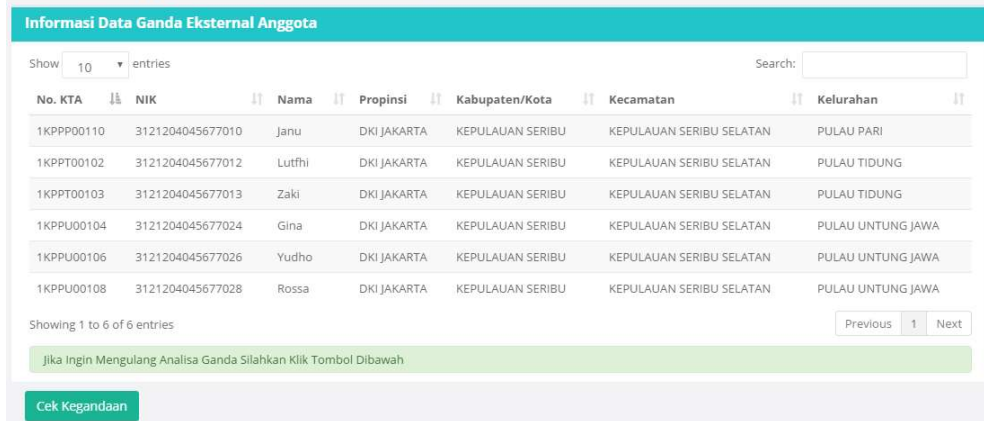 Informasi Data Ganda Eksternal Anggota
Show 10 entries Search:
No. KTA NIK Nama Propinsi Kabupaten/Kota Kecamatan Kelurahan
1KPPP00110 3121204045677010 Janu DKI JAKARTA KEPULAUAN SERIBU KEPULAUAN SERIBU SELATAN PULAU PARI
1KPPT00102 3121204045677012 Lutfhi DKI JAKARTA KEPULAUAN SERIBU KEPULAUAN SERIBU SELATAN PULAU TIDUNG
1KPPT00103 3121204045677013 Zaki DKI JAKARTA KEPULAUAN SERIBU KEPULAUAN SERIBU SELATAN PULAU TIDUNG
1KPPU00104 3121204045677024 Gina DKI JAKARTA KEPULAUAN SERIBU KEPULAUAN SERIBU SELATAN PULAU UNTUNG JAWA
1KPPU00106 3121204045677026 Yudho DKI JAKARTA KEPULAUAN SERIBU KEPULAUAN SERIBU SELATAN PULAU UNTUNG JAWA
1KPPU00108 3121204045677028 Rossa DKI JAKARTA KEPULAUAN SERIBU KEPULAUAN SERIBU SELATAN PULAU UNTUNG JAWA
Showing 1 to 6 of 6 entries Previous 1 Next
Jika Ingin Mengulang Analisa Ganda Silahkan Klik Tombol Dibawah
Cek Kegandaan